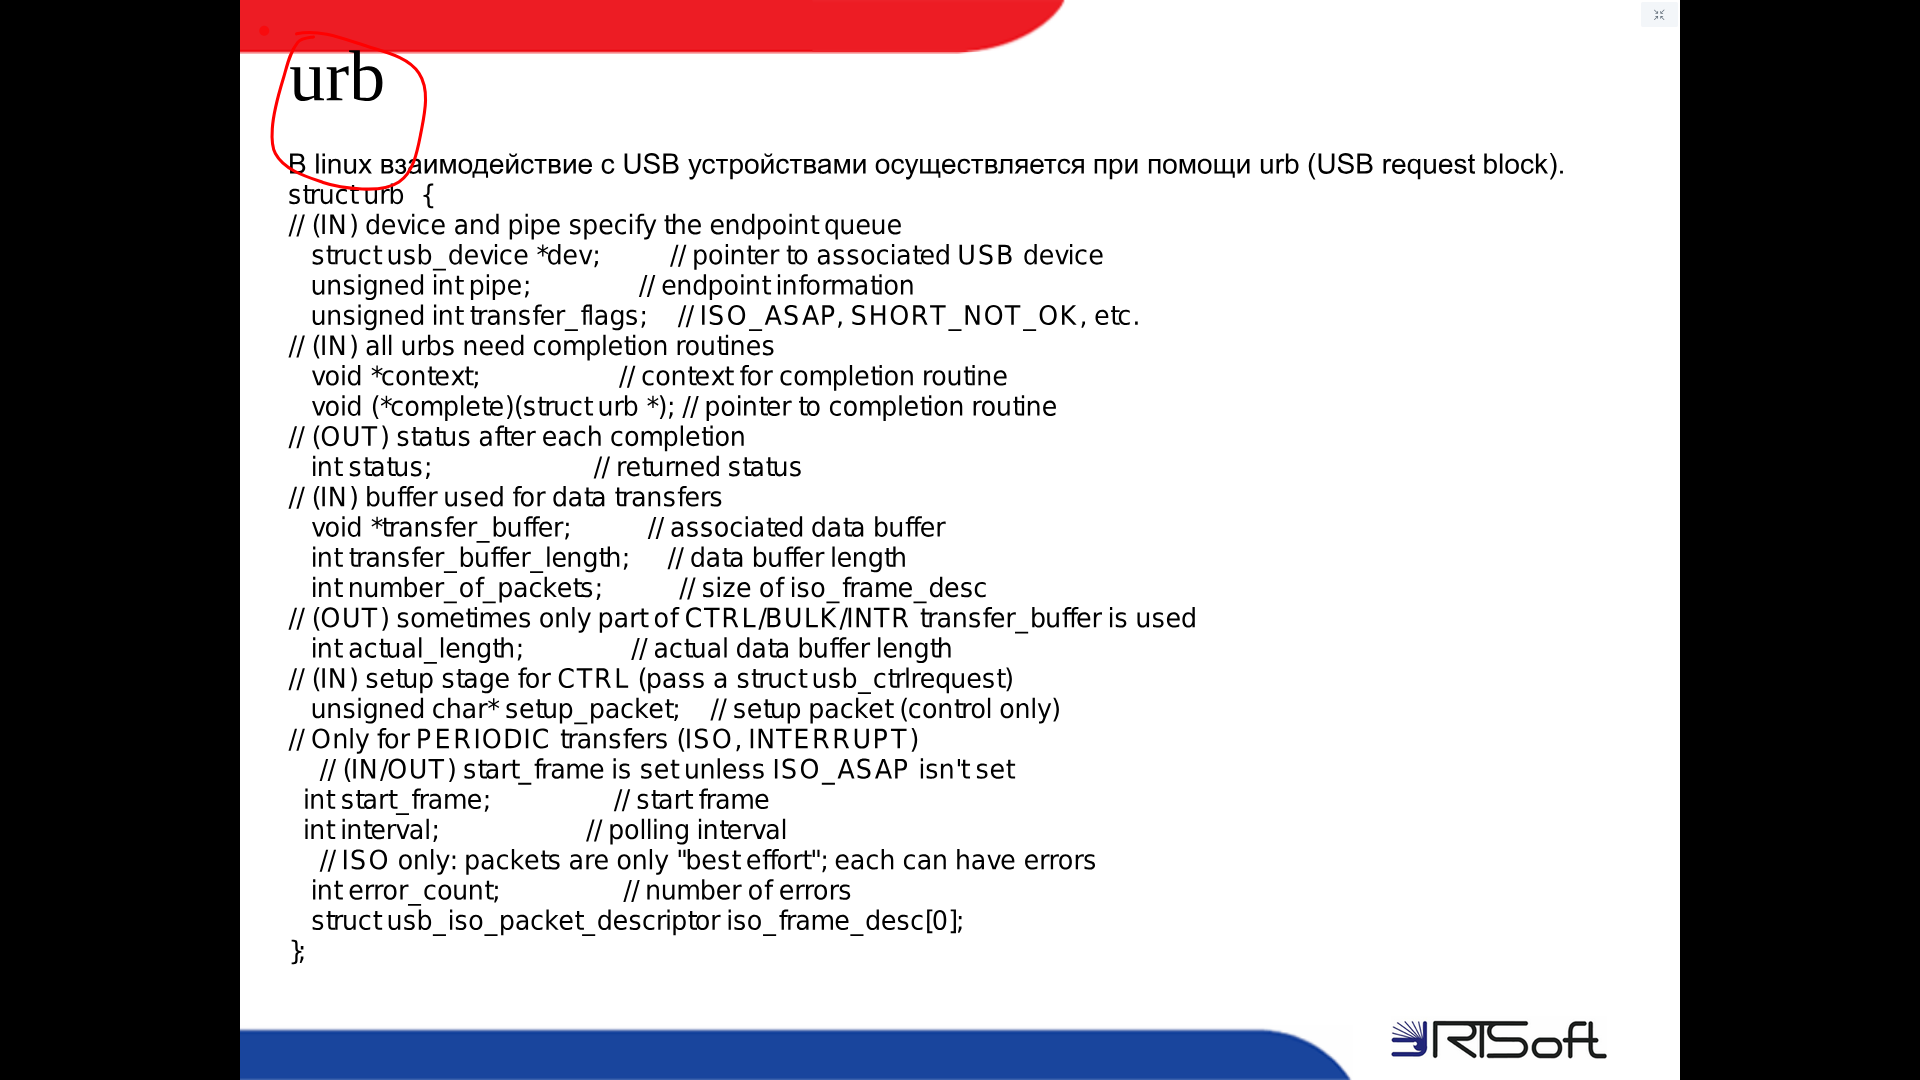 urb
В linux взаимодействие с USB устройствами осуществляется при помощи urb (USB request block).
struct urb {
// (IN) device and pipe specify the endpoint queue
struct usb_device *dev; // pointer to associated USB device
unsigned int pipe; // endpoint information
unsigned int transfer_flags; // ISO_ASAP, SHORT_NOT_OK, etc.
// (IN) all urbs need completion routines
void *context; // context for completion routine
void (*complete)(struct urb *); // pointer to completion routine
// (OUT) status after each completion
int status; // returned status
// (IN) buffer used for data transfers
void *transfer_buffer; // associated data buffer
int transfer_buffer_length; // data buffer length
int number_of_packets; // size of iso_frame_desc
// (OUT) sometimes only part of CTRL/BULK/INTR transfer_buffer is used
int actual_length; // actual data buffer length
// (IN) setup stage for CTRL (pass a struct usb_ctrlrequest)
unsigned char* setup_packet; // setup packet (control only)
// Only for PERIODIC transfers (ISO, INTERRUPT)
// (IN/OUT) start_frame is set unless ISO_ASAP isn't set
int start_frame; // start frame
int interval; // polling interval
// ISO only: packets are only "best effort"; each can have errors
int error_count; // number of errors
struct usb_iso_packet_descriptor iso_frame_desc[0];
};
RTSoft